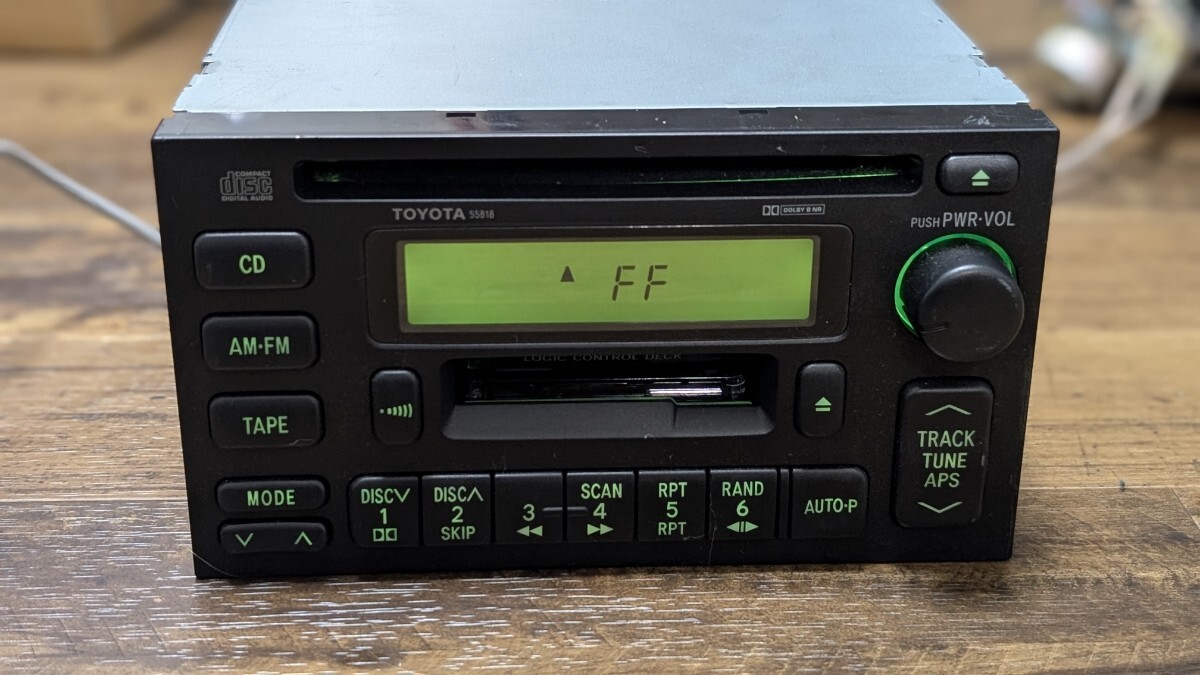 COMPACT
disc
DIGITAL AUDIO
TOYOTA 55818
DOLBY B NR
PUSH PWR·VOL
CD
FF
AM·FM
LOGIC CONTROL DECK
TAPE
TRACK
TUNE
APS
MODE
DISC
1
DISC
2
SKIP
3
SCAN
4
RPT
5
RPT
RAND
6
AUTO·P